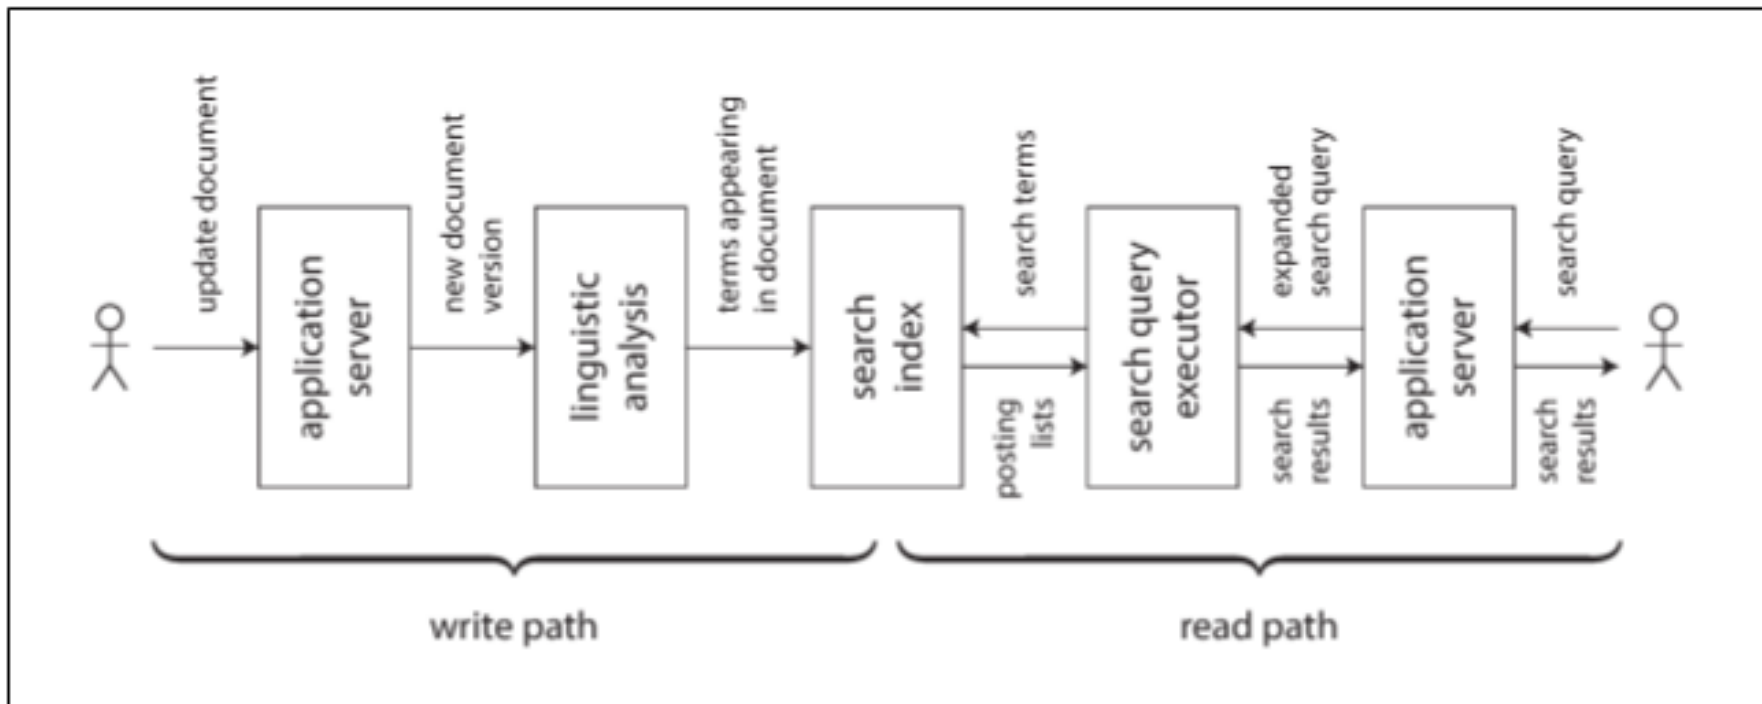 update document
application
server
new document
version
linguistic
analysis
terms appearing
in document
search
index
search terms
posting
lists
search query
executor
expanded
search query
search
results
application
server
search query
search
results
write path
read path